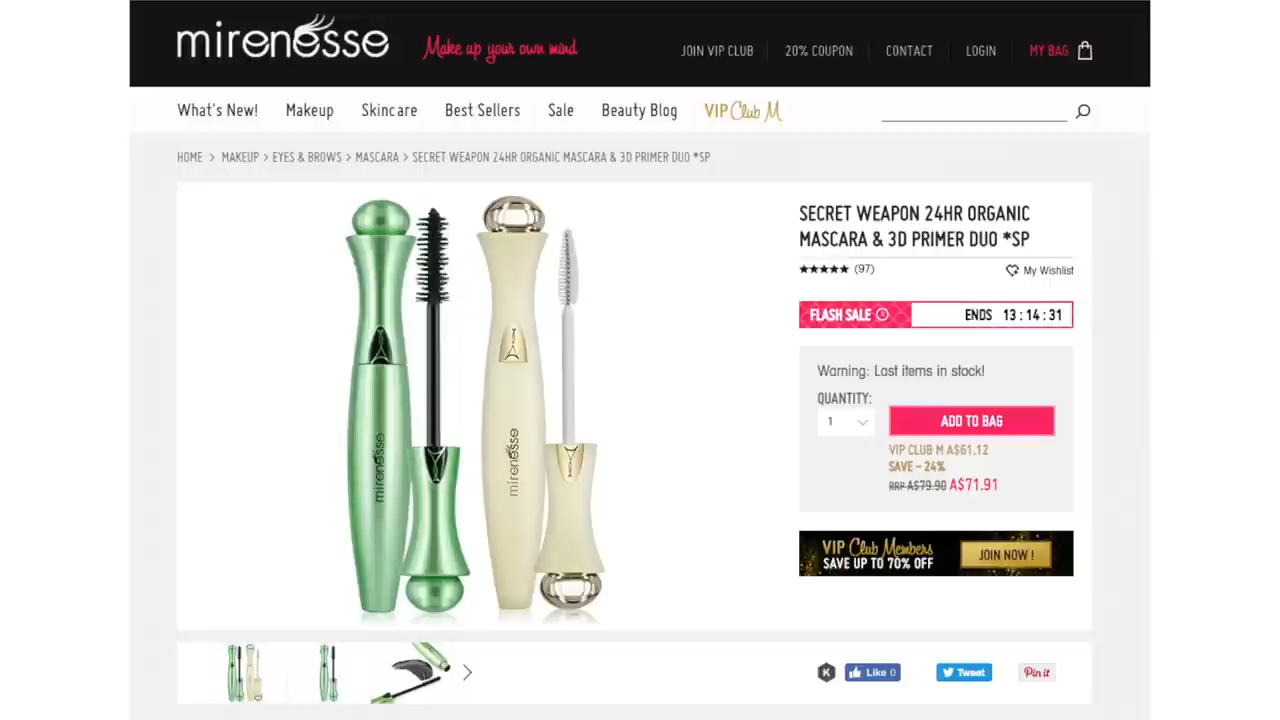 mirenesse
Make up your own mind
JOIN VIP CLUB
20% COUPON
CONTACT
LOGIN
MY BAG
What's New!
Makeup
Skincare
Best Sellers
Sale
Beauty Blog
VIP Club M
HOME > MAKEUP > EYES & BROWS > MASCARA > SECRET WEAPON 24HR ORGANIC MASCARA & 3D PRIMER DUO *SP
mirenesse
mirenesse
SECRET WEAPON 24HR ORGANIC
MASCARA & 3D PRIMER DUO *SP
★★★★★ (97)
My Wishlist
FLASH SALE
ENDS 13 : 14 : 31
Warning: Last items in stock!
QUANTITY:
1
ADD TO BAG
VIP CLUB M A$61.12
SAVE - 24%
RRP A$79.90 A$71.91
VIP Club Members
SAVE UP TO 70% OFF
JOIN NOW !
K
Like 0
Tweet
Pin it